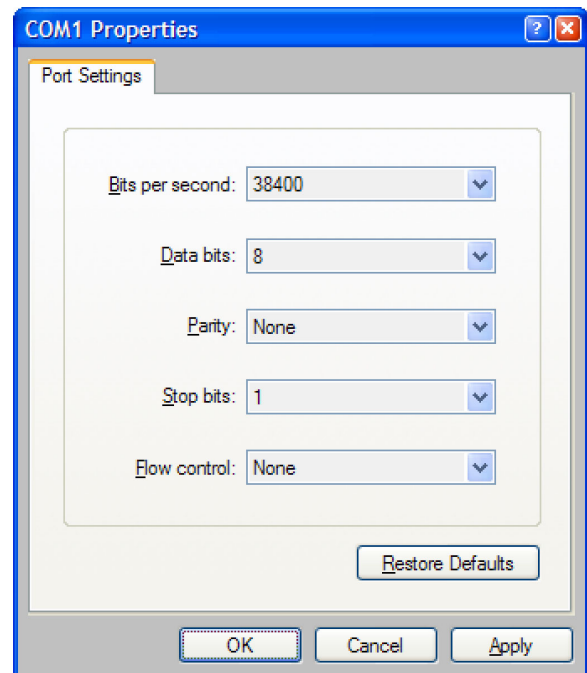 COM1 Properties
Port Settings
Bits per second: 38400
Data bits: 8
Parity: None
Stop bits: 1
Flow control: None
Restore Defaults
OK Cancel Apply